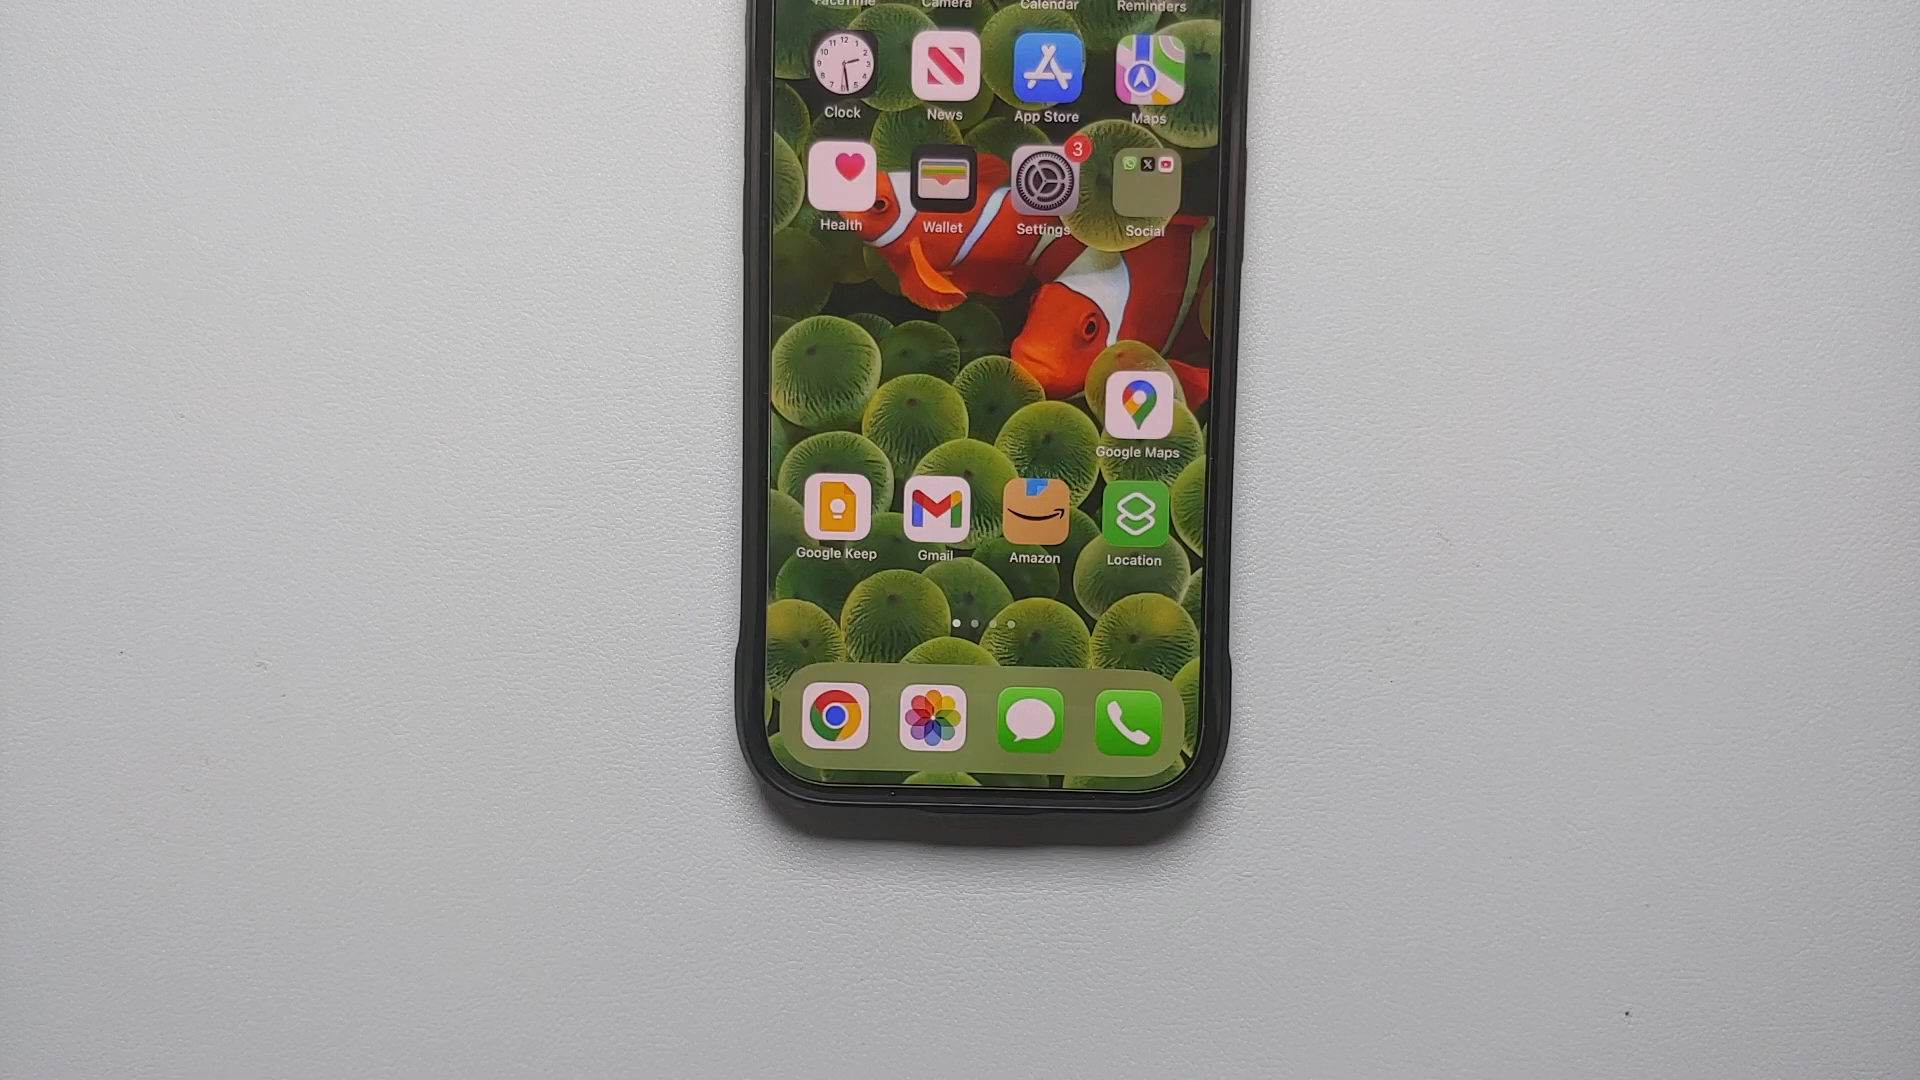 FaceTime Camera Calendar Reminders
Clock News App Store Maps
3
Health Wallet Settings Social
Google Maps
Google Keep Gmail Amazon Location